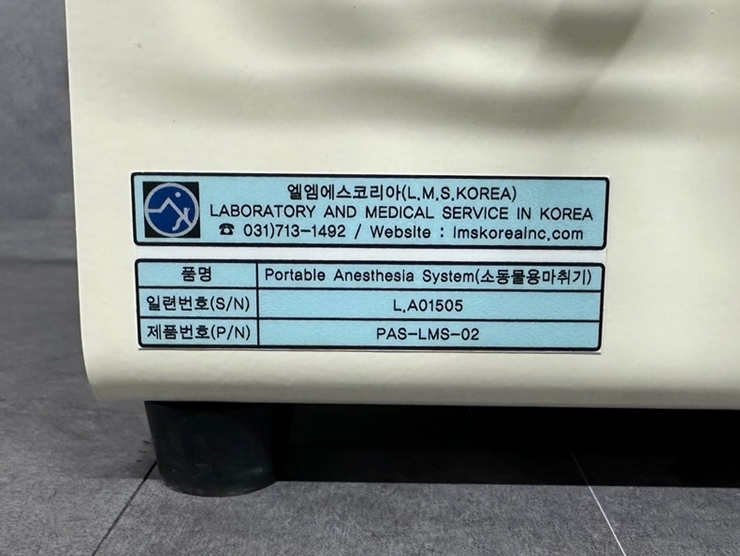 엘엠에스코리아(L.M.S.KOREA)
LABORATORY AND MEDICAL SERVICE IN KOREA
☎ 031)713-1492 / Website : lmskoreainc.com
품명 Portable Anesthesia System(소동물용마취기)
일련번호(S/N) L.A01505
제품번호(P/N) PAS-LMS-02